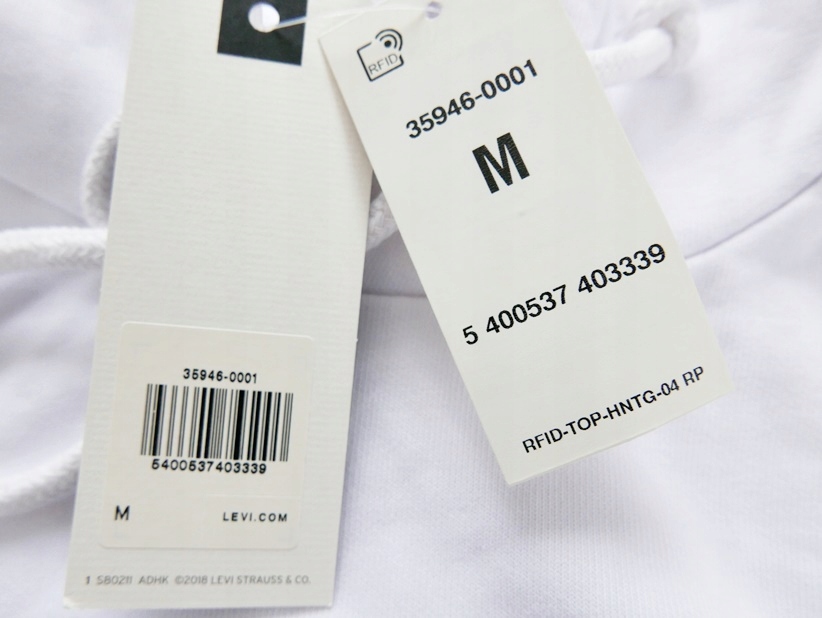 35946-0001
5400537403339
M LEVI.COM
1 S80211 ADHK ©2018 LEVI STRAUSS & CO.
RFID
35946-0001
M
5 400537 403339
RFID-TOP-HNTG-04 RP